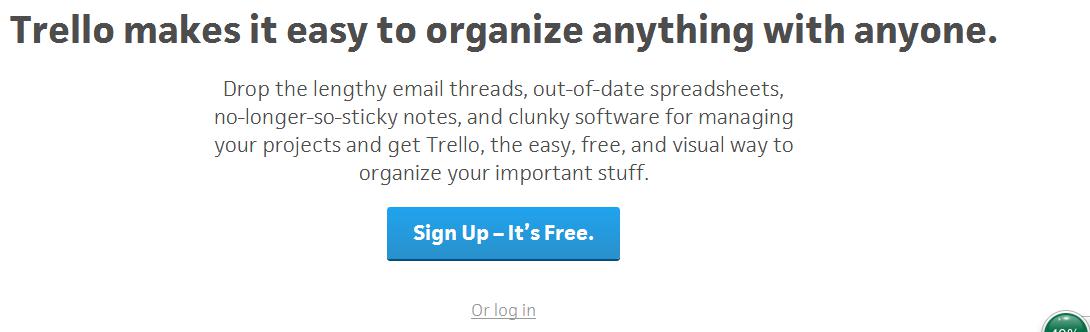 Trello makes it easy to organize anything with anyone.
Drop the lengthy email threads, out-of-date spreadsheets,
no-longer-so-sticky notes, and clunky software for managing
your projects and get Trello, the easy, free, and visual way to
organize your important stuff.
Sign Up – It’s Free.
Or log in